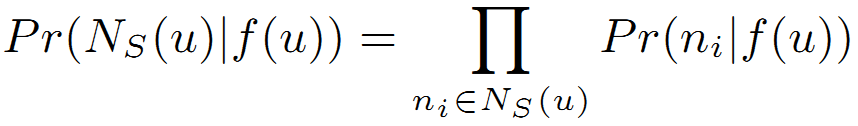 Pr(N_S(u)|f(u)) = ∏_{n_i∈N_S(u)} Pr(n_i|f(u))